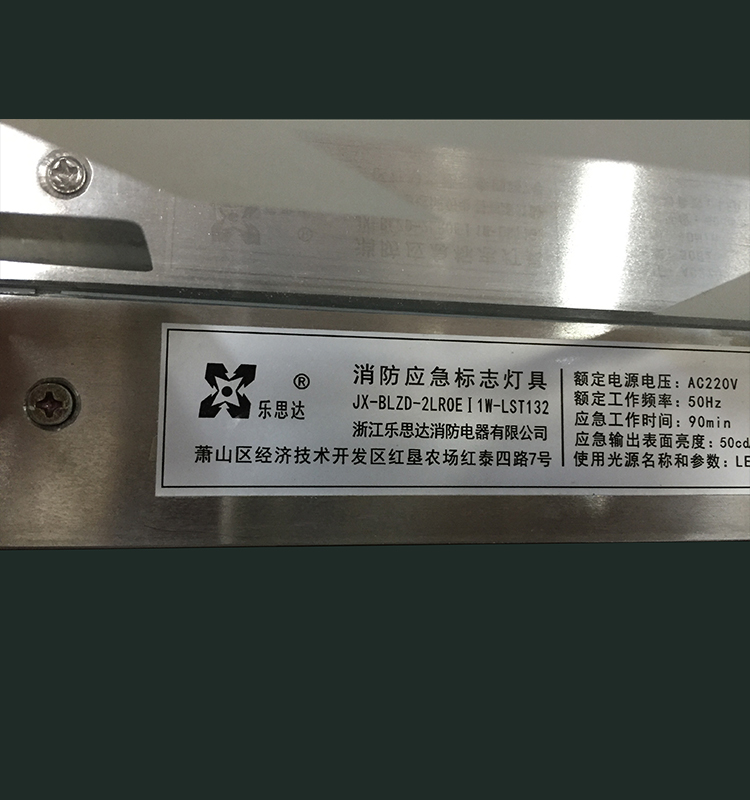 消防应急标志灯具
® 乐思达
JX-BLZD-2LROEⅠ1W-LST132
浙江乐思达消防电器有限公司
萧山区经济技术开发区红垦农场红泰四路7号
额定电源电压：AC220V
额定工作频率：50Hz
应急工作时间：90min
应急输出表面亮度：50cd
使用光源名称和参数：LE